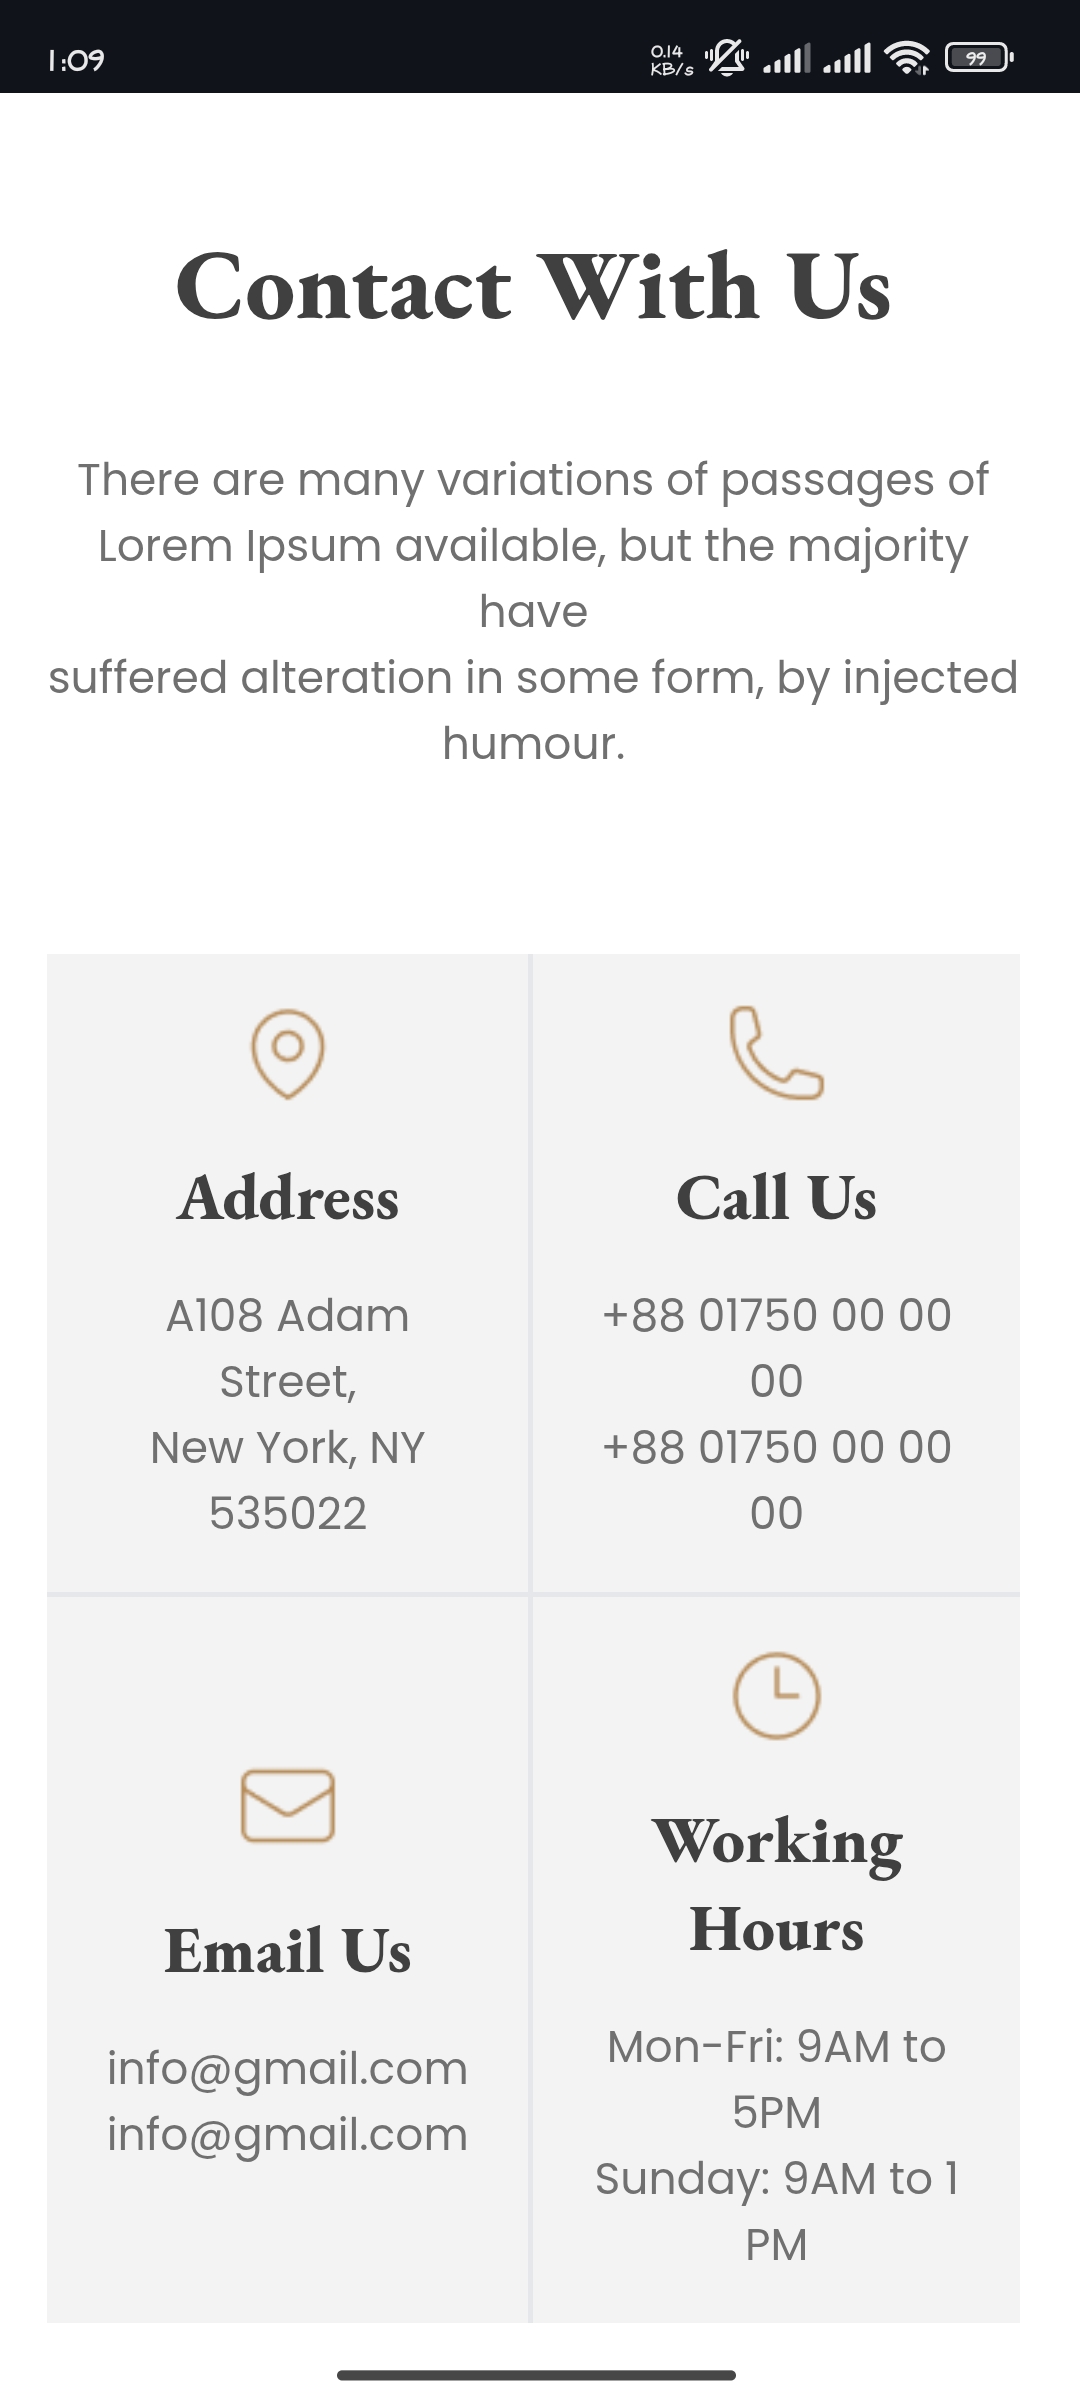 1:09
0.14
KB/s
99
Contact With Us
There are many variations of passages of
Lorem Ipsum available, but the majority
have
suffered alteration in some form, by injected
humour.
Address
A108 Adam
Street,
New York, NY
535022
Call Us
+88 01750 00 00
00
+88 01750 00 00
00
Email Us
info@gmail.com
info@gmail.com
Working
Hours
Mon-Fri: 9AM to
5PM
Sunday: 9AM to 1
PM